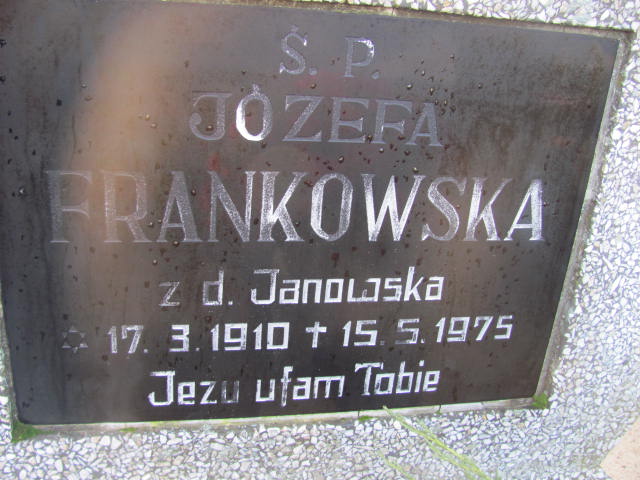 Ś. P.
JÓZEFA
FRANKOWSKA
z d. Janowska
✡ 17. 3. 1910 ✝ 15. 5. 1975
Jezu ufam Tobie